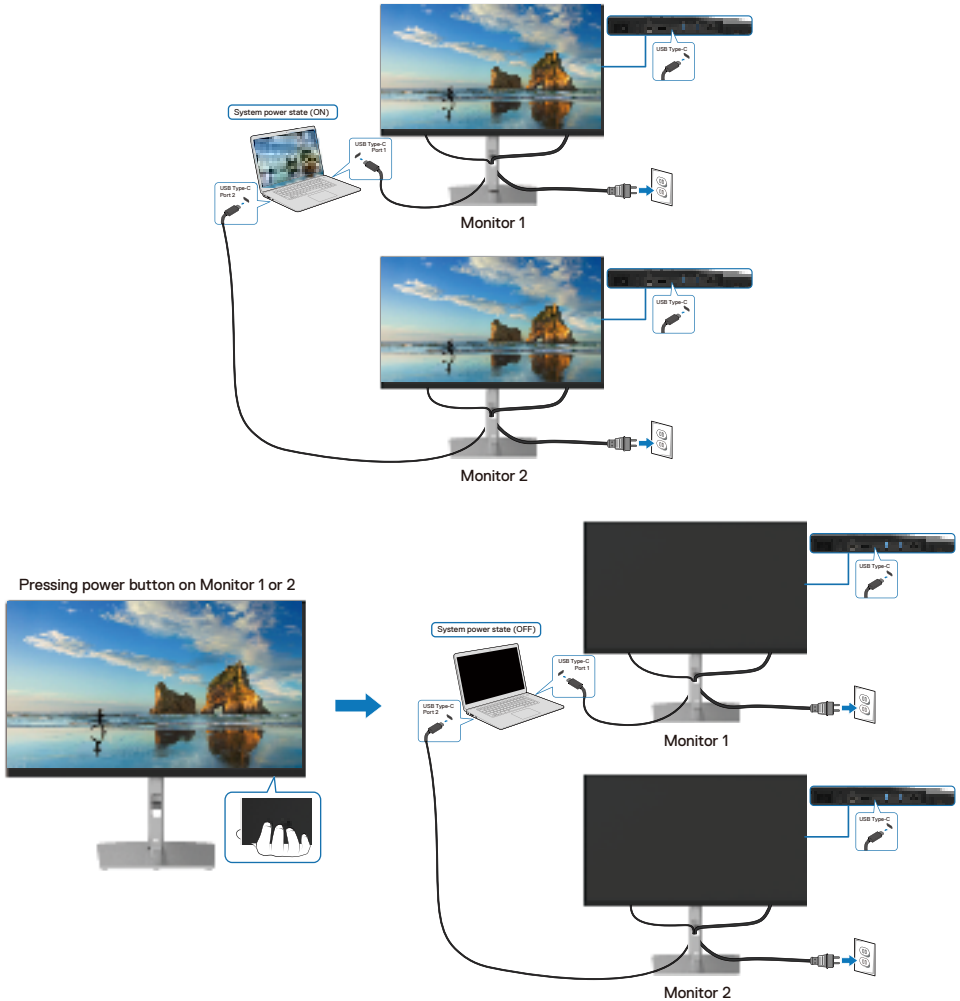 USB Type-C
System power state (ON)
USB Type-C
Port 1
USB Type-C
Port 2
Monitor 1
USB Type-C
Monitor 2
Pressing power button on Monitor 1 or 2
USB Type-C
System power state (OFF)
USB Type-C
Port 1
USB Type-C
Port 2
Monitor 1
USB Type-C
Monitor 2